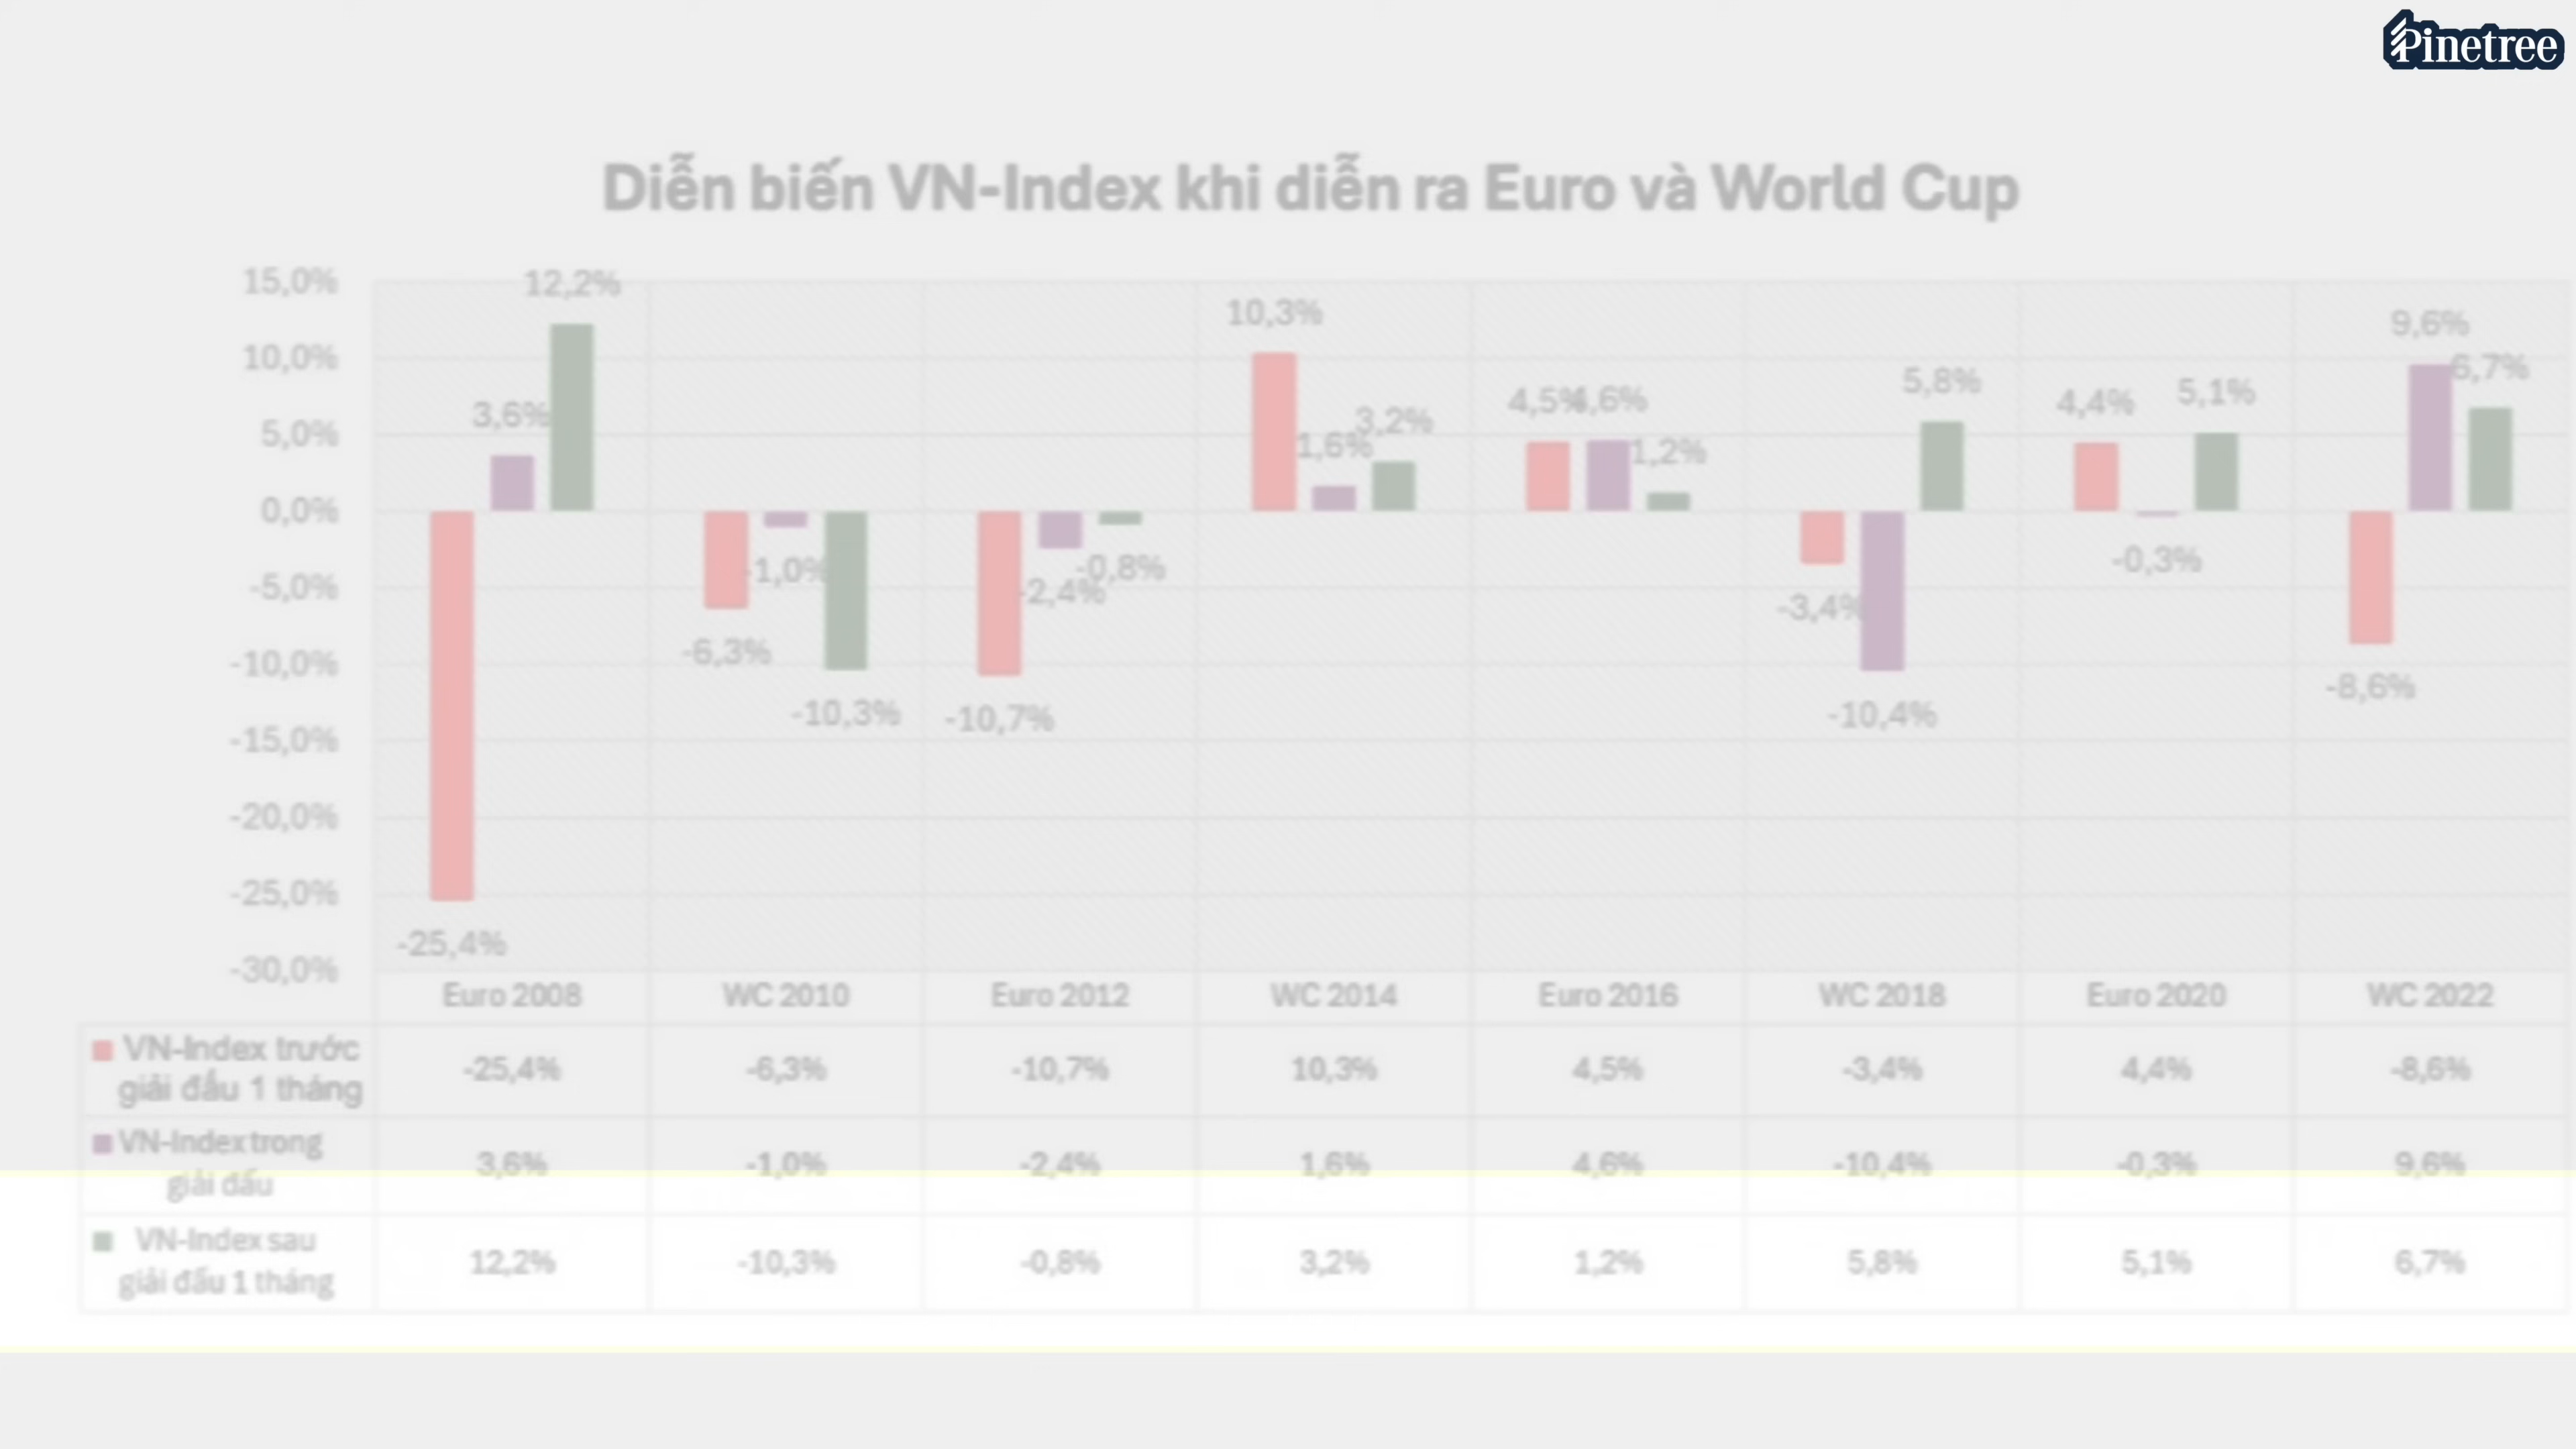 Pinetree
Diễn biến VN-Index khi diễn ra Euro và World Cup
15,0%
10,0%
5,0%
0,0%
-5,0%
-10,0%
-15,0%
-20,0%
-25,0%
-30,0%
-25,4%
3,6%
12,2%
-6,3%
-1,0%
-10,3%
-10,7%
-2,4%
-0,8%
10,3%
1,6%
3,2%
4,5%
4,6%
1,2%
-3,4%
-10,4%
5,8%
4,4%
-0,3%
5,1%
-8,6%
9,6%
6,7%
Euro 2008 WC 2010 Euro 2012 WC 2014 Euro 2016 WC 2018 Euro 2020 WC 2022
VN-Index trước
giải đấu 1 tháng
-25,4% -6,3% -10,7% 10,3% 4,5% -3,4% 4,4% -8,6%
VN-Index trong
giải đấu
3,6% -1,0% -2,4% 1,6% 4,6% -10,4% -0,3% 9,6%
VN-Index sau
giải đấu 1 tháng
12,2% -10,3% -0,8% 3,2% 1,2% 5,8% 5,1% 6,7%